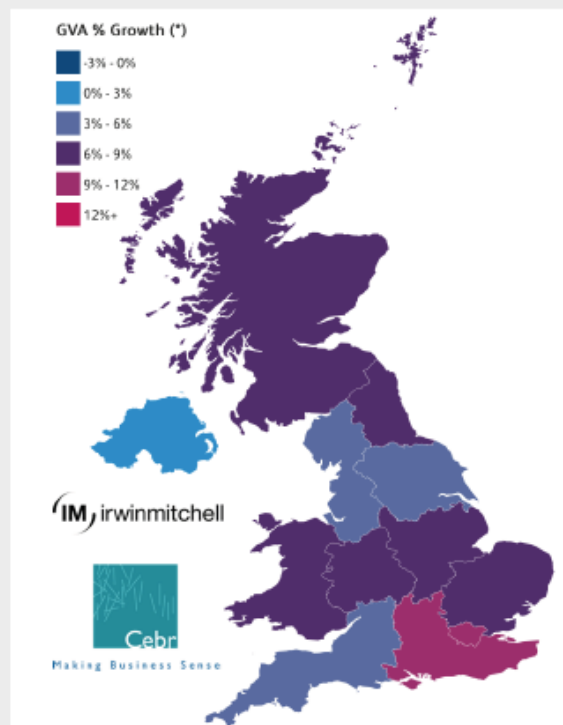 GVA % Growth (*)
-3% - 0%
0% - 3%
3% - 6%
6% - 9%
9% - 12%
12%+
IM irwinmitchell
Cebr
Making Business Sense